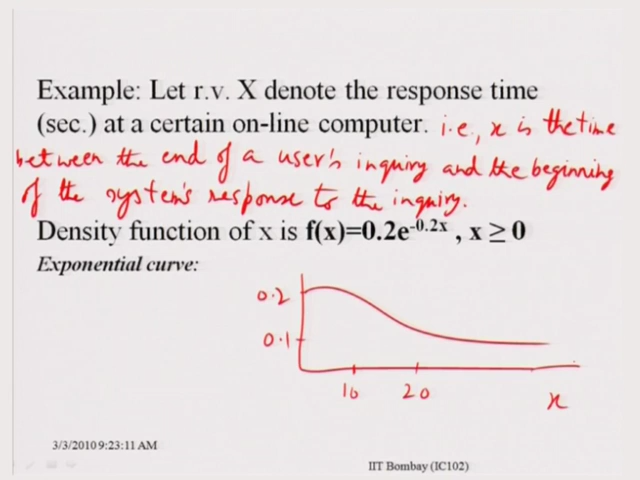 Example: Let r.v. X denote the response time
(sec.) at a certain on-line computer. i.e., x is the time
between the end of a user's inquiry and the beginning
of the system's response to the inquiry.
Density function of x is f(x)=0.2e-0.2x , x ≥ 0
Exponential curve:
0.2
0.1
10 20
x
3/3/2010 9:23:11 AM
IIT Bombay (IC102)